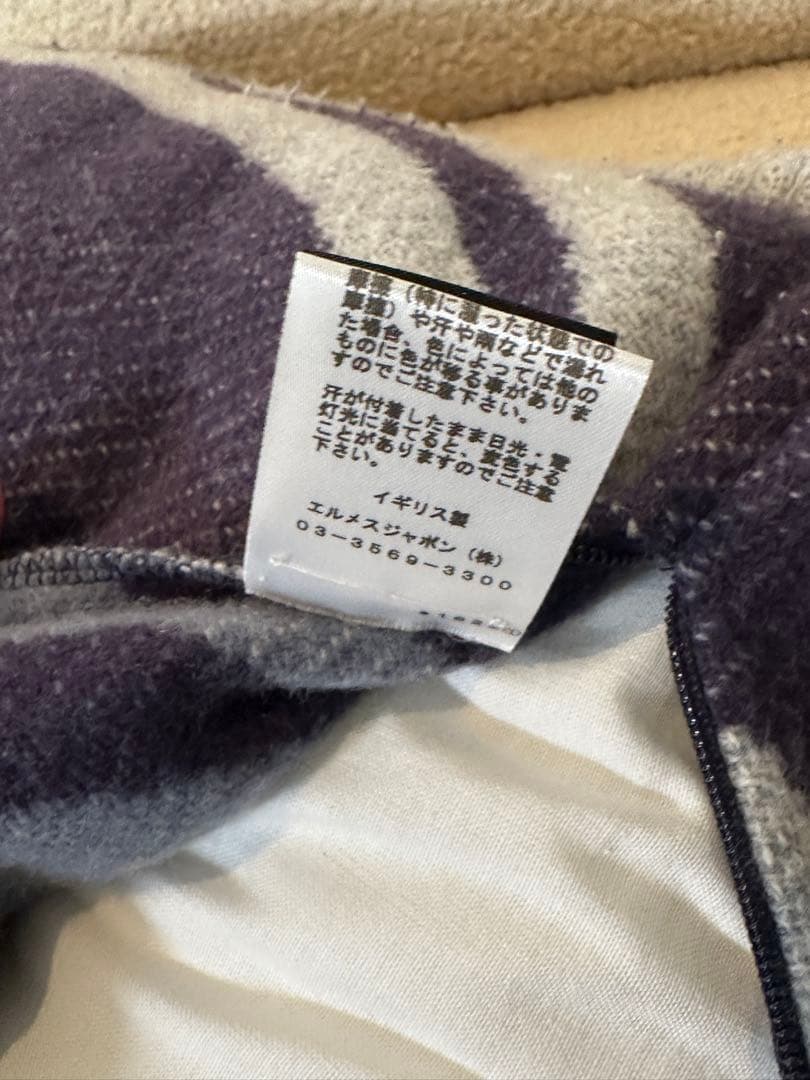 摩擦（特に湿った状態での
摩擦）や汗や雨などで濡れ
た場合、色によっては他の
ものに色が移る事がありま
すのでご注意下さい。
汗が付着したまま日光・電
灯光に当てると、変色する
ことがありますのでご注意
下さい。
イギリス製
エルメスジャポン（株）
03－3569－3300